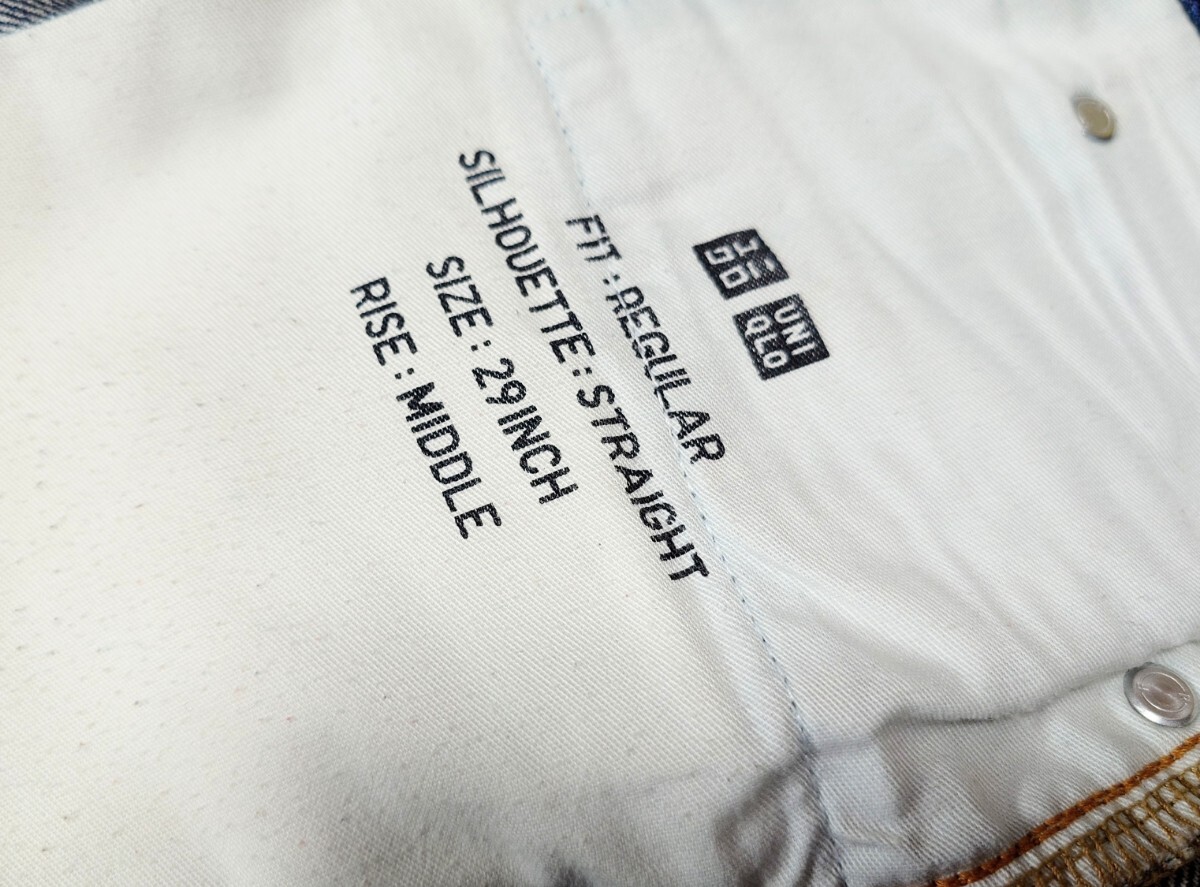 ユニ
クロ
UNI
QLO
FIT : REGULAR
SILHOUETTE : STRAIGHT
SIZE : 29INCH
RISE : MIDDLE